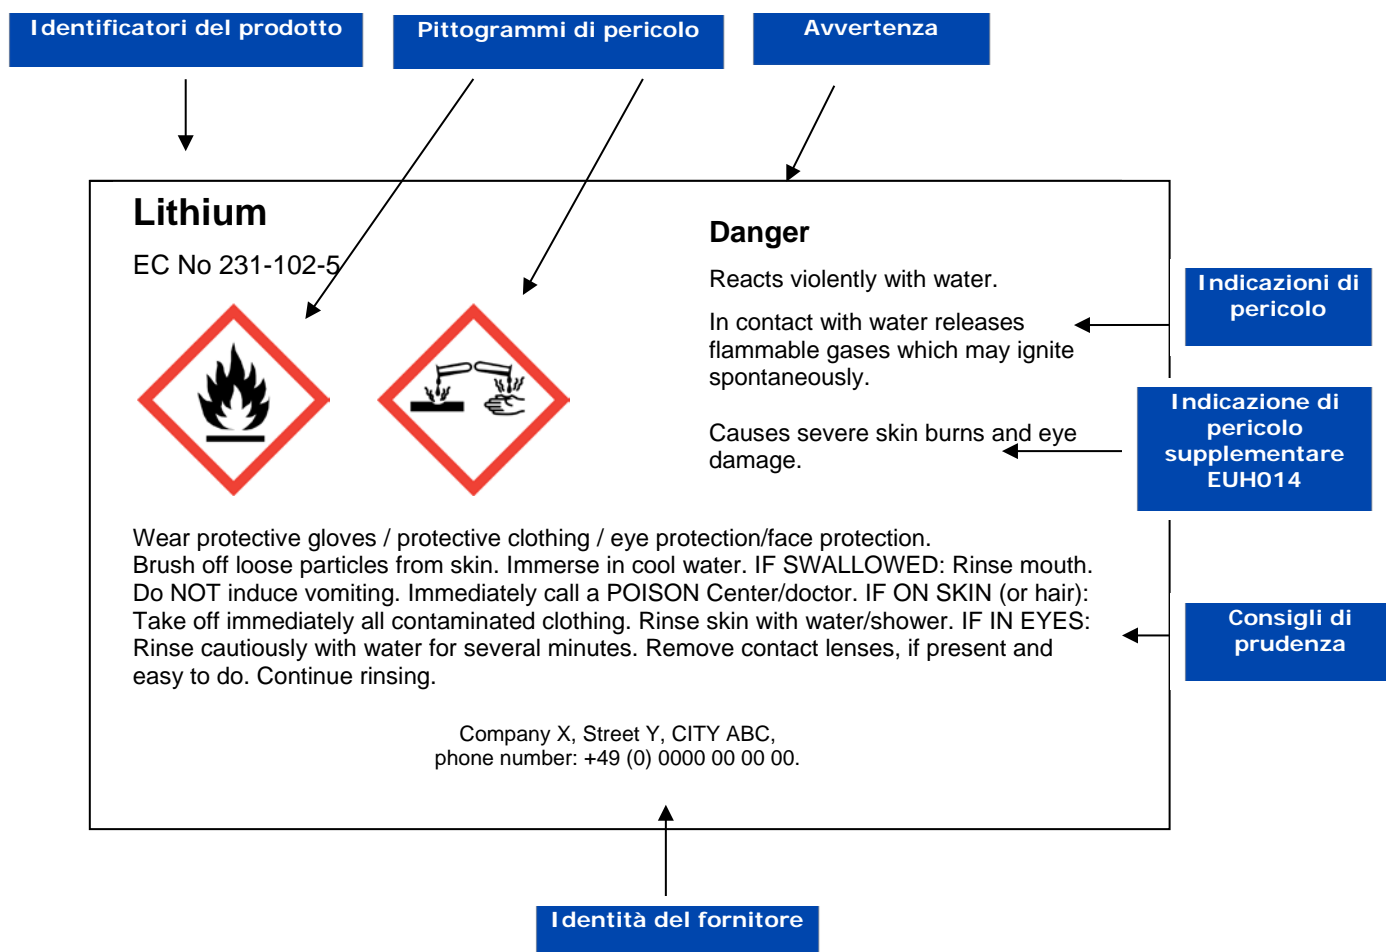 Identificatori del prodotto
Pittogrammi di pericolo
Avvertenza
Lithium
EC No 231-102-5
Danger
Reacts violently with water.
In contact with water releases
flammable gases which may ignite
spontaneously.
Causes severe skin burns and eye
damage.
Indicazioni di
pericolo
Indicazione di
pericolo
supplementare
EUH014
Wear protective gloves / protective clothing / eye protection/face protection.
Brush off loose particles from skin. Immerse in cool water. IF SWALLOWED: Rinse mouth.
Do NOT induce vomiting. Immediately call a POISON Center/doctor. IF ON SKIN (or hair):
Take off immediately all contaminated clothing. Rinse skin with water/shower. IF IN EYES:
Rinse cautiously with water for several minutes. Remove contact lenses, if present and
easy to do. Continue rinsing.
Consigli di
prudenza
Company X, Street Y, CITY ABC,
phone number: +49 (0) 0000 00 00 00.
Identità del fornitore